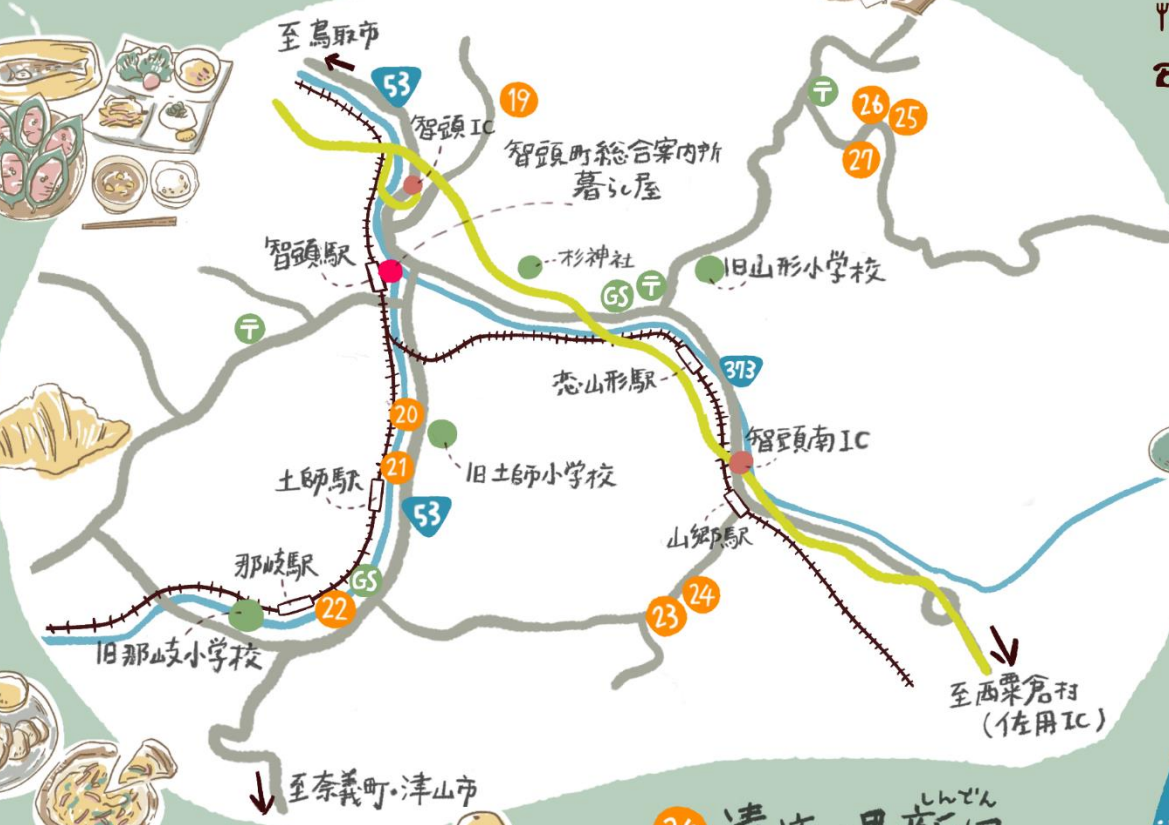 至鳥取市
53
19
智頭IC
智頭町総合案内所
暮らし屋
〒
26
25
27
智頭駅
杉神社
旧山形小学校
GS
〒
〒
恋山形駅
373
20
智頭南IC
21
旧土師小学校
土師駅
53
山郷駅
那岐駅
GS
22
24
23
旧那岐小学校
至西粟倉村
(佐用IC)
至奈義町・津山市
しんでん